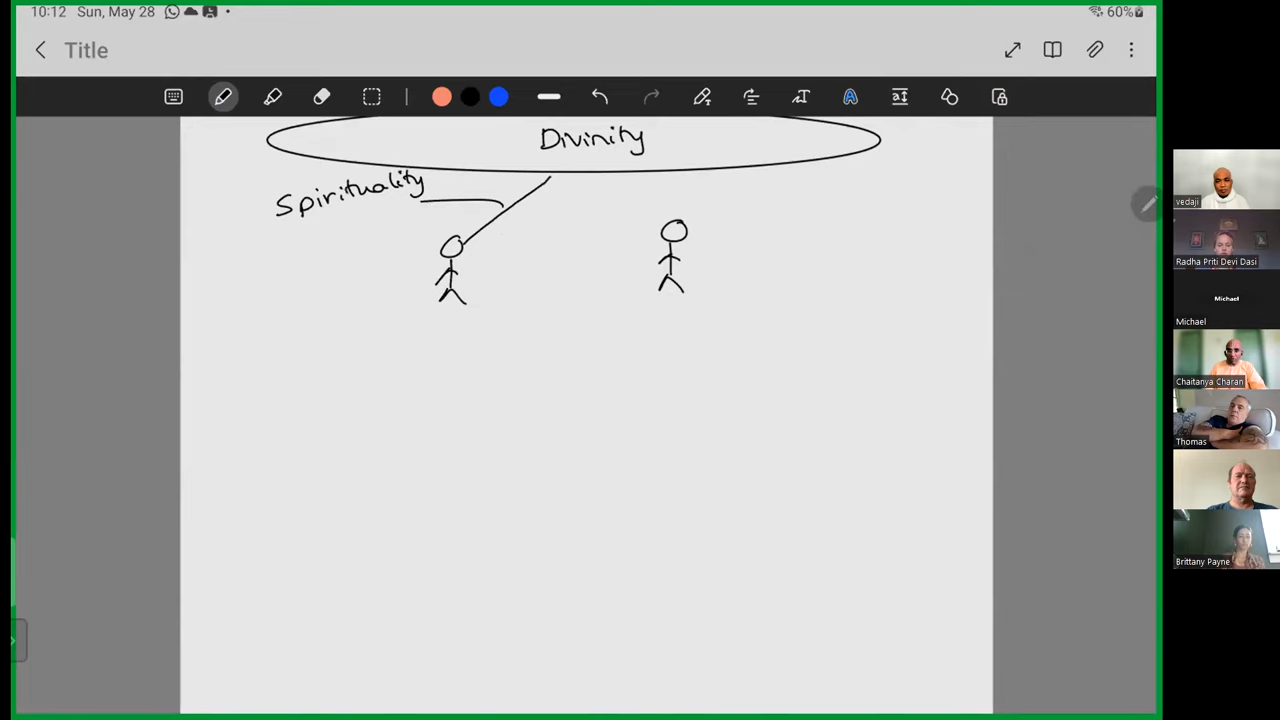 10:12 Sun, May 28
60%
Title
Divinity
Spirituality
vedaji
Radha Priti Devi Dasi
Michael
Michael
Chaitanya Charan
Thomas
Brittany Payne